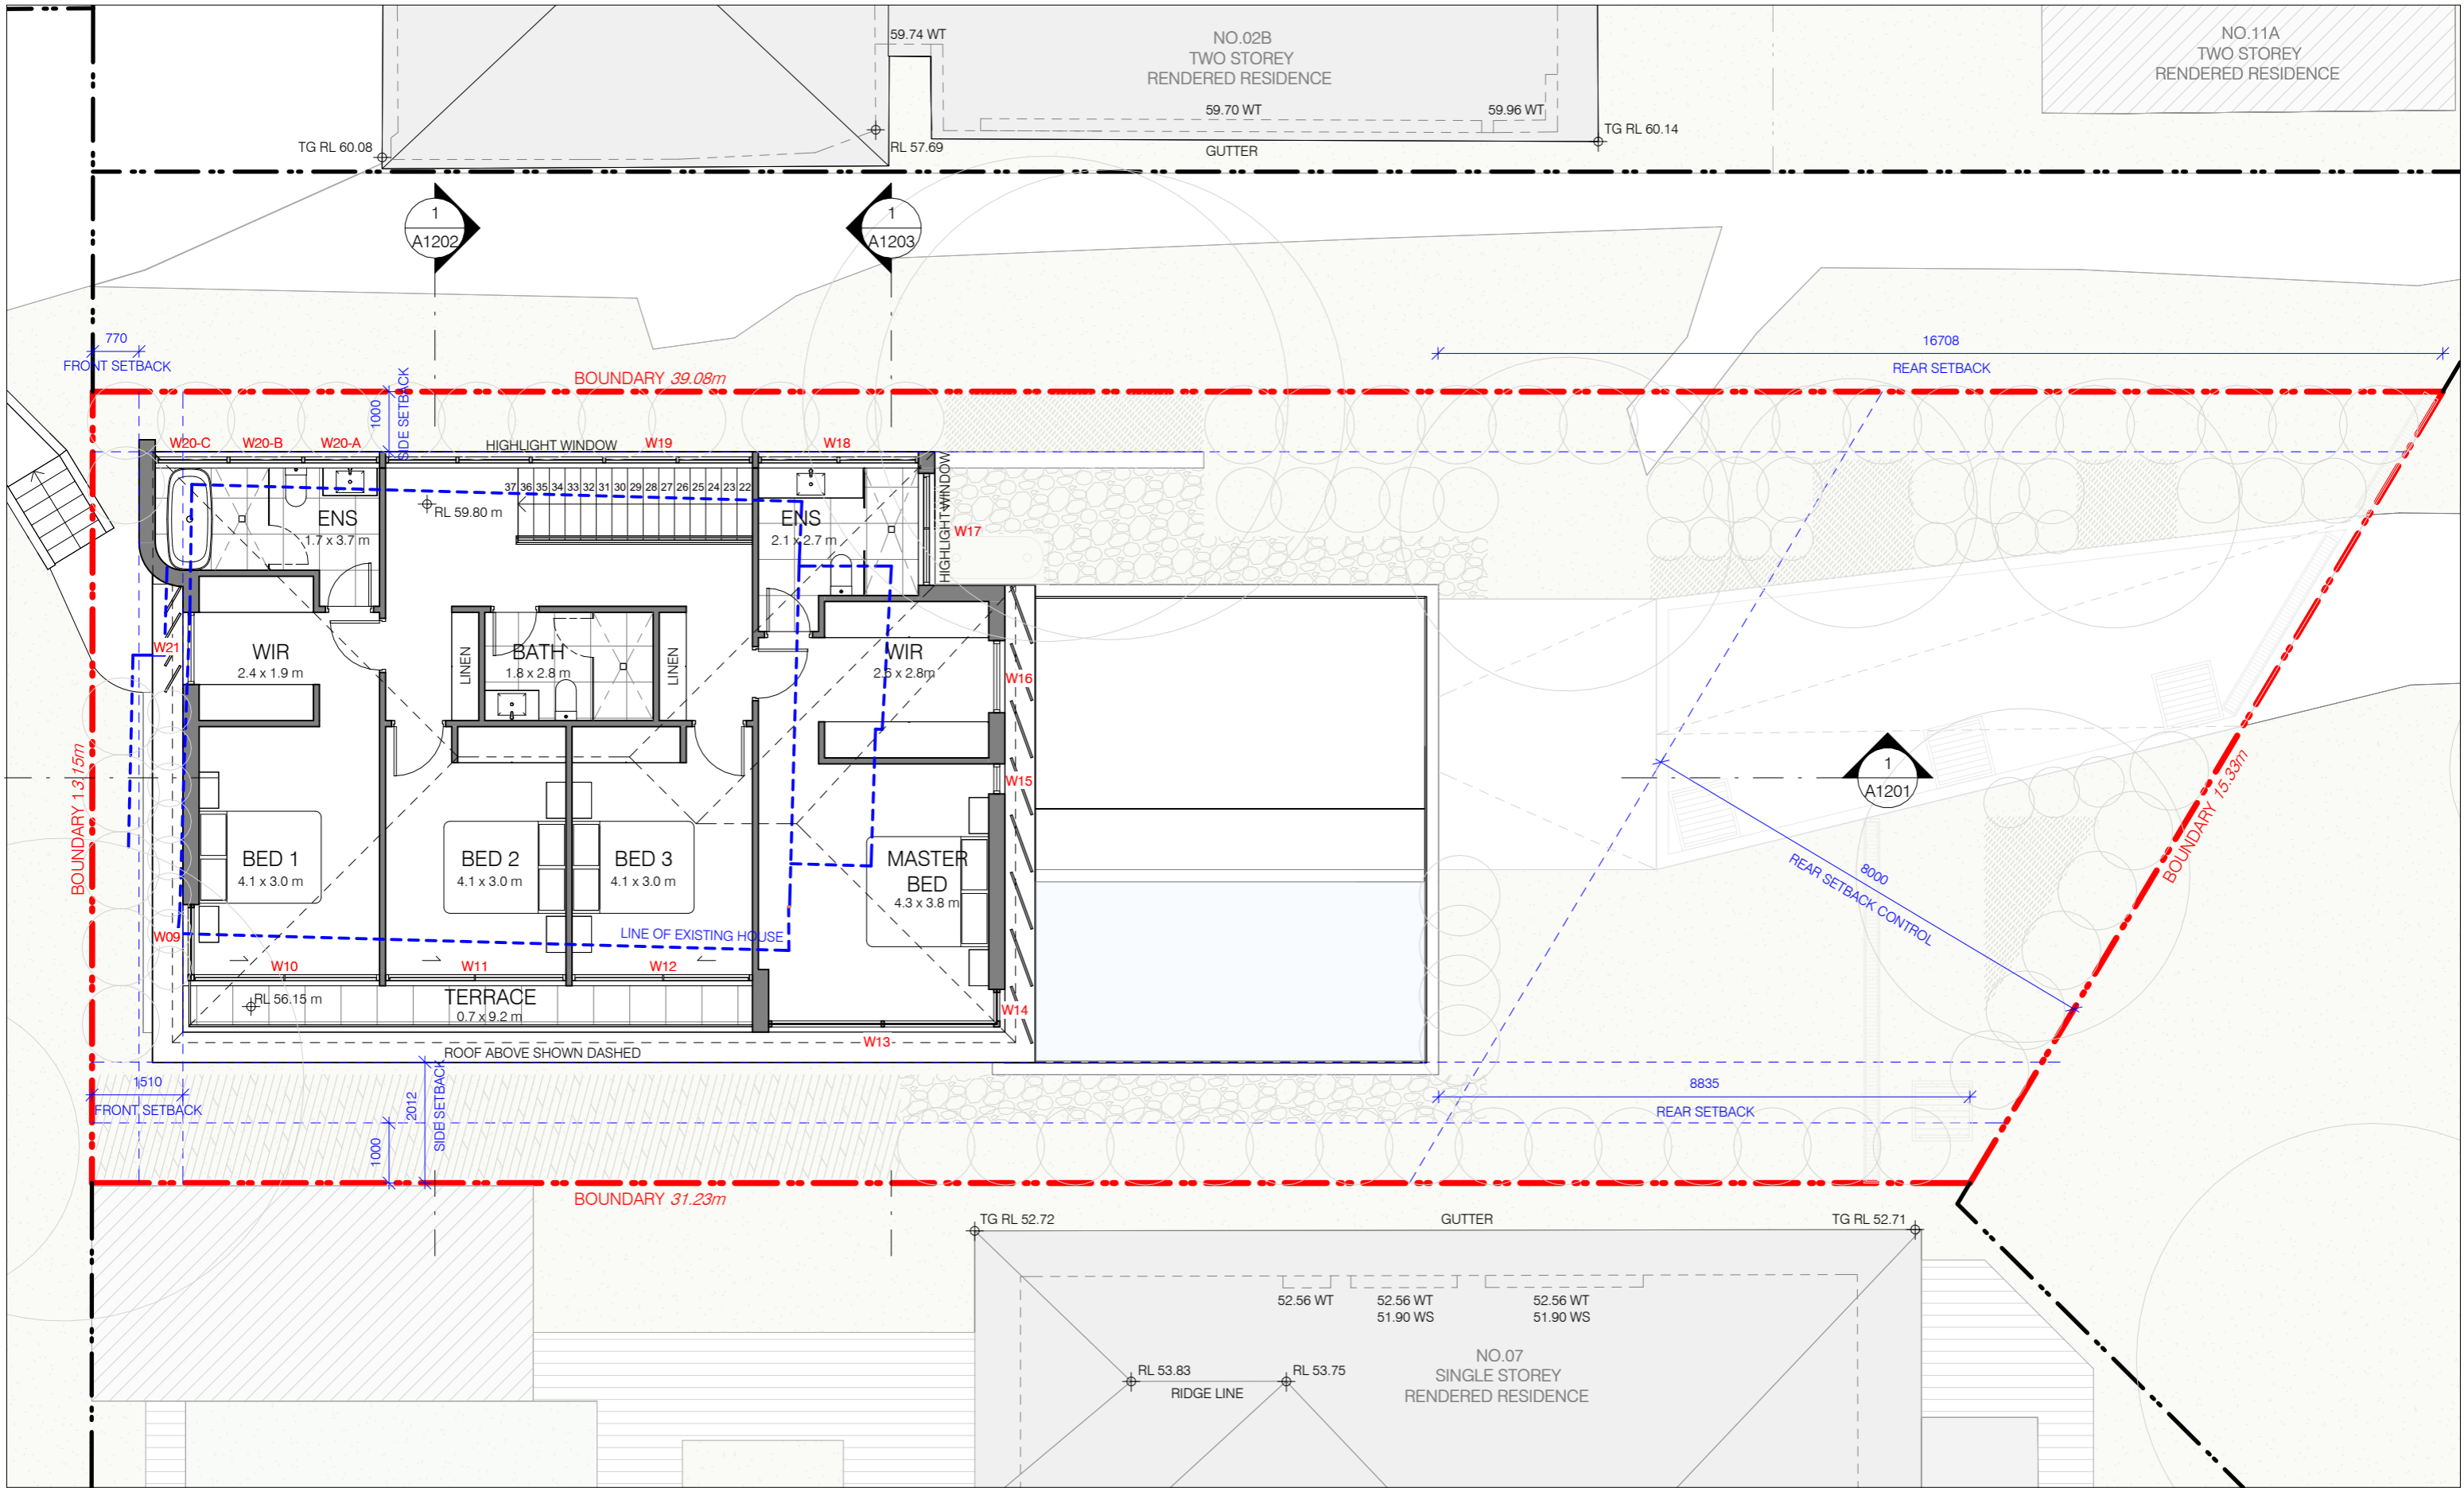 59.74 WT
NO.02B
TWO STOREY
RENDERED RESIDENCE
NO.11A
TWO STOREY
RENDERED RESIDENCE
59.70 WT
59.96 WT
TG RL 60.08
RL 57.69
GUTTER
TG RL 60.14
1
A1202
1
A1203
770
FRONT SETBACK
16708
REAR SETBACK
BOUNDARY 39.08m
1000
SIDE SETBACK
W20-C
W20-B
W20-A
HIGHLIGHT WINDOW
W19
W18
HIGHLIGHT WINDOW
37 36 35 34 33 32 31 30 29 28 27 26 25 24 23 22
RL 59.80 m
ENS
1.7 x 3.7 m
ENS
2.1 x 2.7 m
W17
W21
WIR
2.4 x 1.9 m
LINEN
BATH
1.8 x 2.8 m
LINEN
WIR
2.6 x 2.8m
W16
W15
1
A1201
BOUNDARY 13.15m
BOUNDARY 15.33m
BED 1
4.1 x 3.0 m
BED 2
4.1 x 3.0 m
BED 3
4.1 x 3.0 m
MASTER
BED
4.3 x 3.8 m
8000
REAR SETBACK CONTROL
W09
LINE OF EXISTING HOUSE
W10
W11
W12
RL 56.15 m
TERRACE
0.7 x 9.2 m
W14
W13
ROOF ABOVE SHOWN DASHED
1510
FRONT SETBACK
1000
2012
SIDE SETBACK
8835
REAR SETBACK
BOUNDARY 31.23m
TG RL 52.72
GUTTER
TG RL 52.71
52.56 WT
52.56 WT
51.90 WS
52.56 WT
51.90 WS
RL 53.83
RL 53.75
RIDGE LINE
NO.07
SINGLE STOREY
RENDERED RESIDENCE